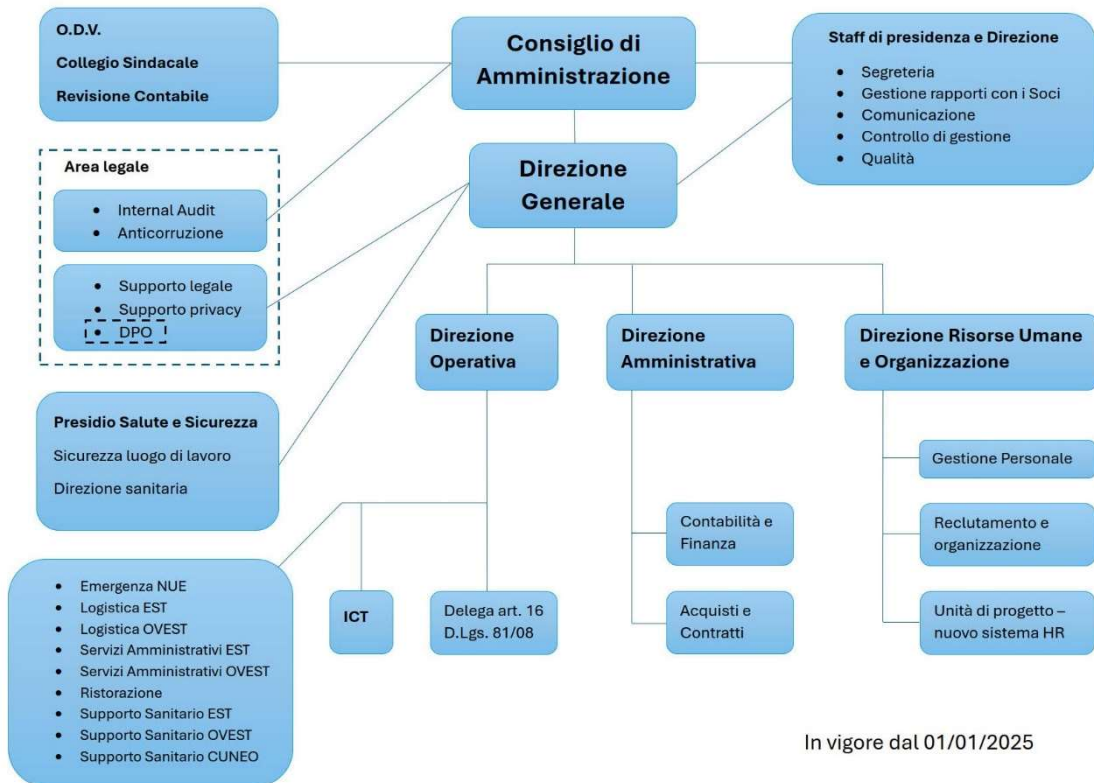 O.D.V.
Collegio Sindacale
Revisione Contabile
Consiglio di
Amministrazione
Staff di presidenza e Direzione
• Segreteria
• Gestione rapporti con i Soci
• Comunicazione
• Controllo di gestione
• Qualità
Area legale
• Internal Audit
• Anticorruzione
• Supporto legale
• Supporto privacy
• DPO
Direzione
Generale
Direzione
Operativa
Direzione
Amministrativa
Direzione Risorse Umane
e Organizzazione
Presidio Salute e Sicurezza
Sicurezza luogo di lavoro
Direzione sanitaria
Gestione Personale
Contabilità e
Finanza
Reclutamento e
organizzazione
• Emergenza NUE
• Logistica EST
• Logistica OVEST
• Servizi Amministrativi EST
• Servizi Amministrativi OVEST
• Ristorazione
• Supporto Sanitario EST
• Supporto Sanitario OVEST
• Supporto Sanitario CUNEO
ICT
Delega art. 16
D.Lgs. 81/08
Acquisti e
Contratti
Unità di progetto –
nuovo sistema HR
In vigore dal 01/01/2025